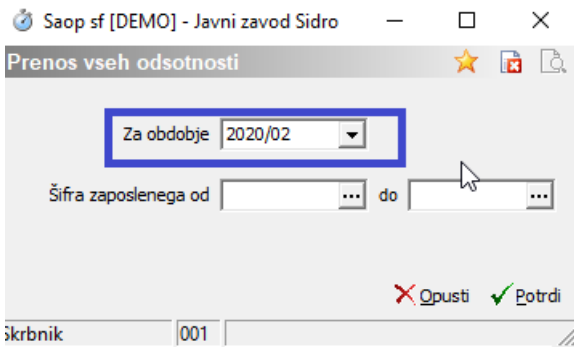 Saop sf [DEMO] - Javni zavod Sidro
Prenos vseh odsotnosti
Za obdobje 2020/02
Šifra zaposlenega od ... do ...
Opusti Potrdi
Skrbnik 001